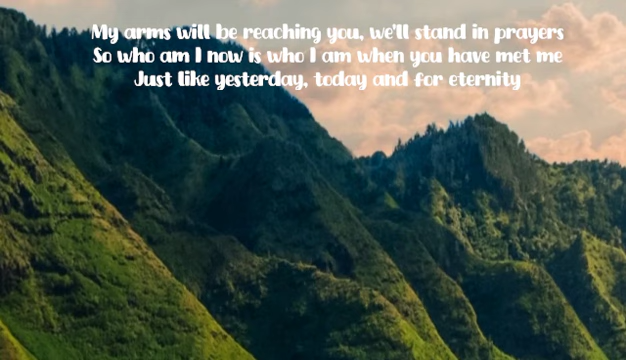 My arms will be reaching you, we'll stand in prayers
So who am I now is who I am when you have met me
Just like yesterday, today and for eternity